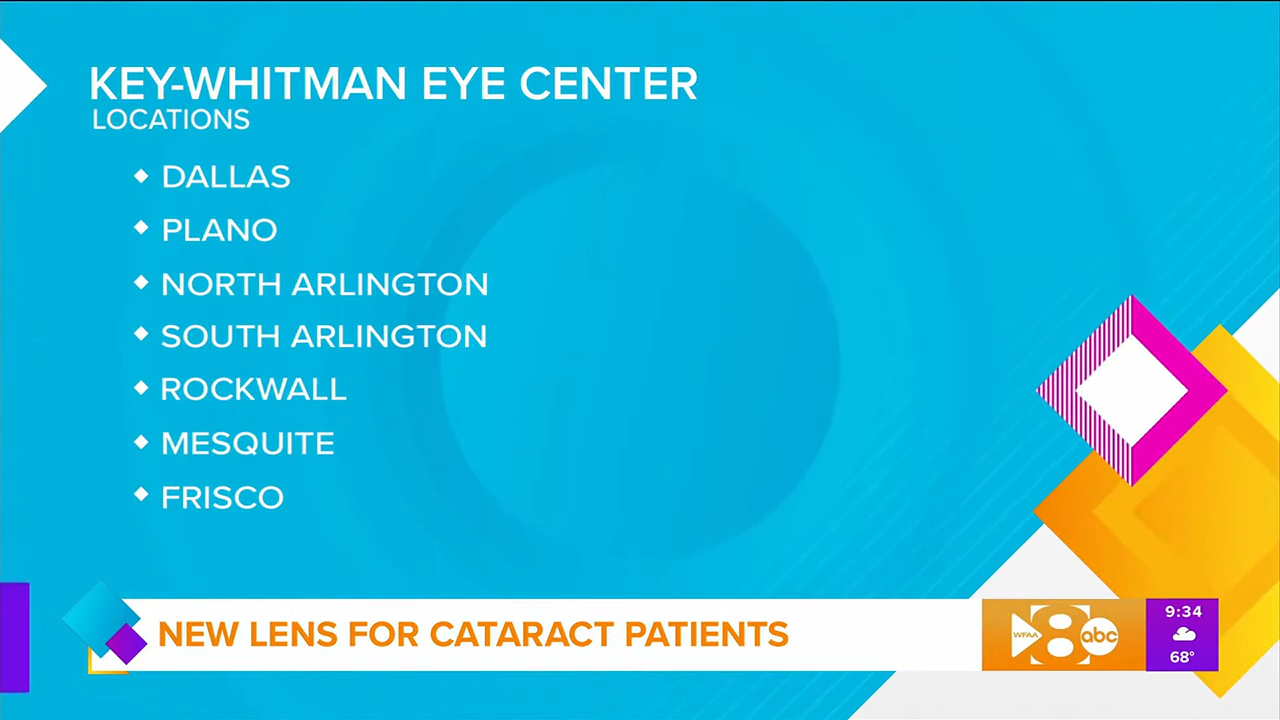 KEY-WHITMAN EYE CENTER
LOCATIONS
DALLAS
PLANO
NORTH ARLINGTON
SOUTH ARLINGTON
ROCKWALL
MESQUITE
FRISCO
NEW LENS FOR CATARACT PATIENTS
WFAA 8 abc
9:34
68°